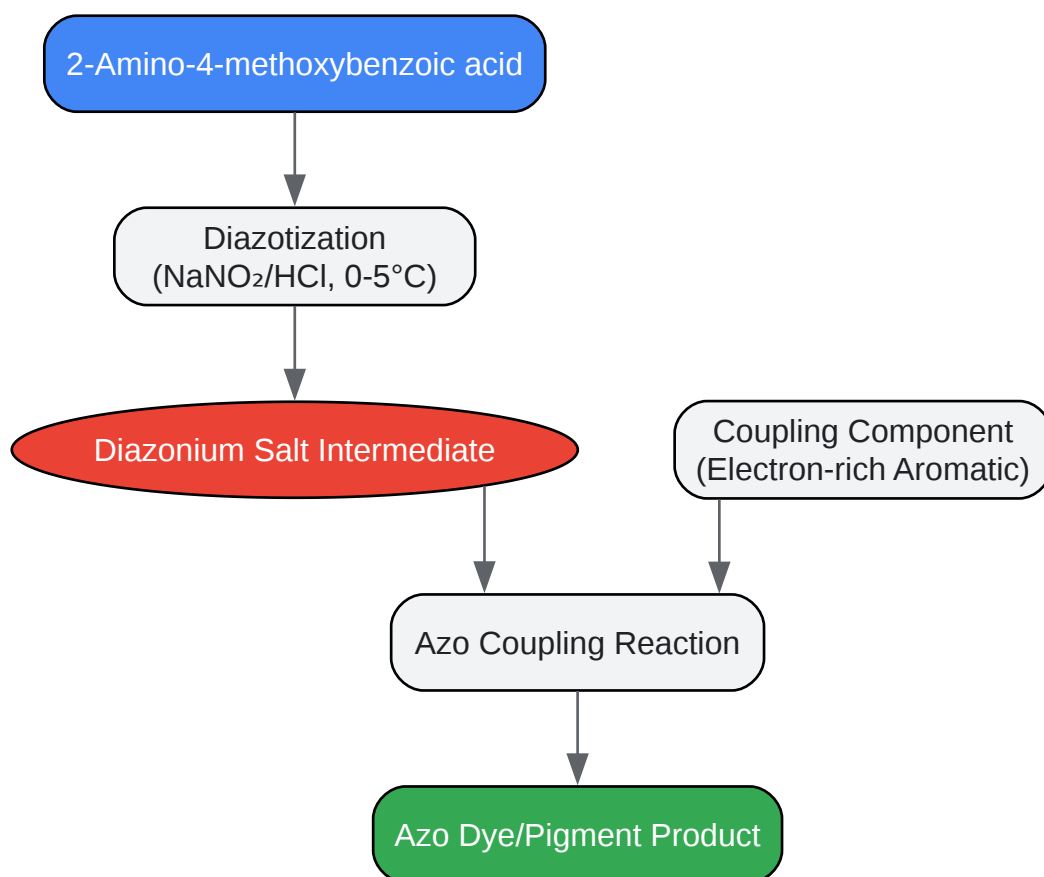 2-Amino-4-methoxybenzoic acid
Diazotization
(NaNO₂/HCl, 0-5°C)
Diazonium Salt Intermediate
Coupling Component
(Electron-rich Aromatic)
Azo Coupling Reaction
Azo Dye/Pigment Product